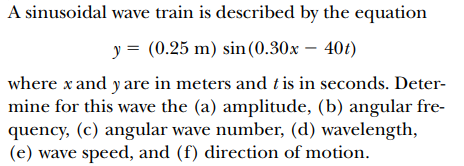 A sinusoidal wave train is described by the equation
y = (0.25 m) sin(0.30x − 40t)
where x and y are in meters and t is in seconds. Deter-
mine for this wave the (a) amplitude, (b) angular fre-
quency, (c) angular wave number, (d) wavelength,
(e) wave speed, and (f) direction of motion.